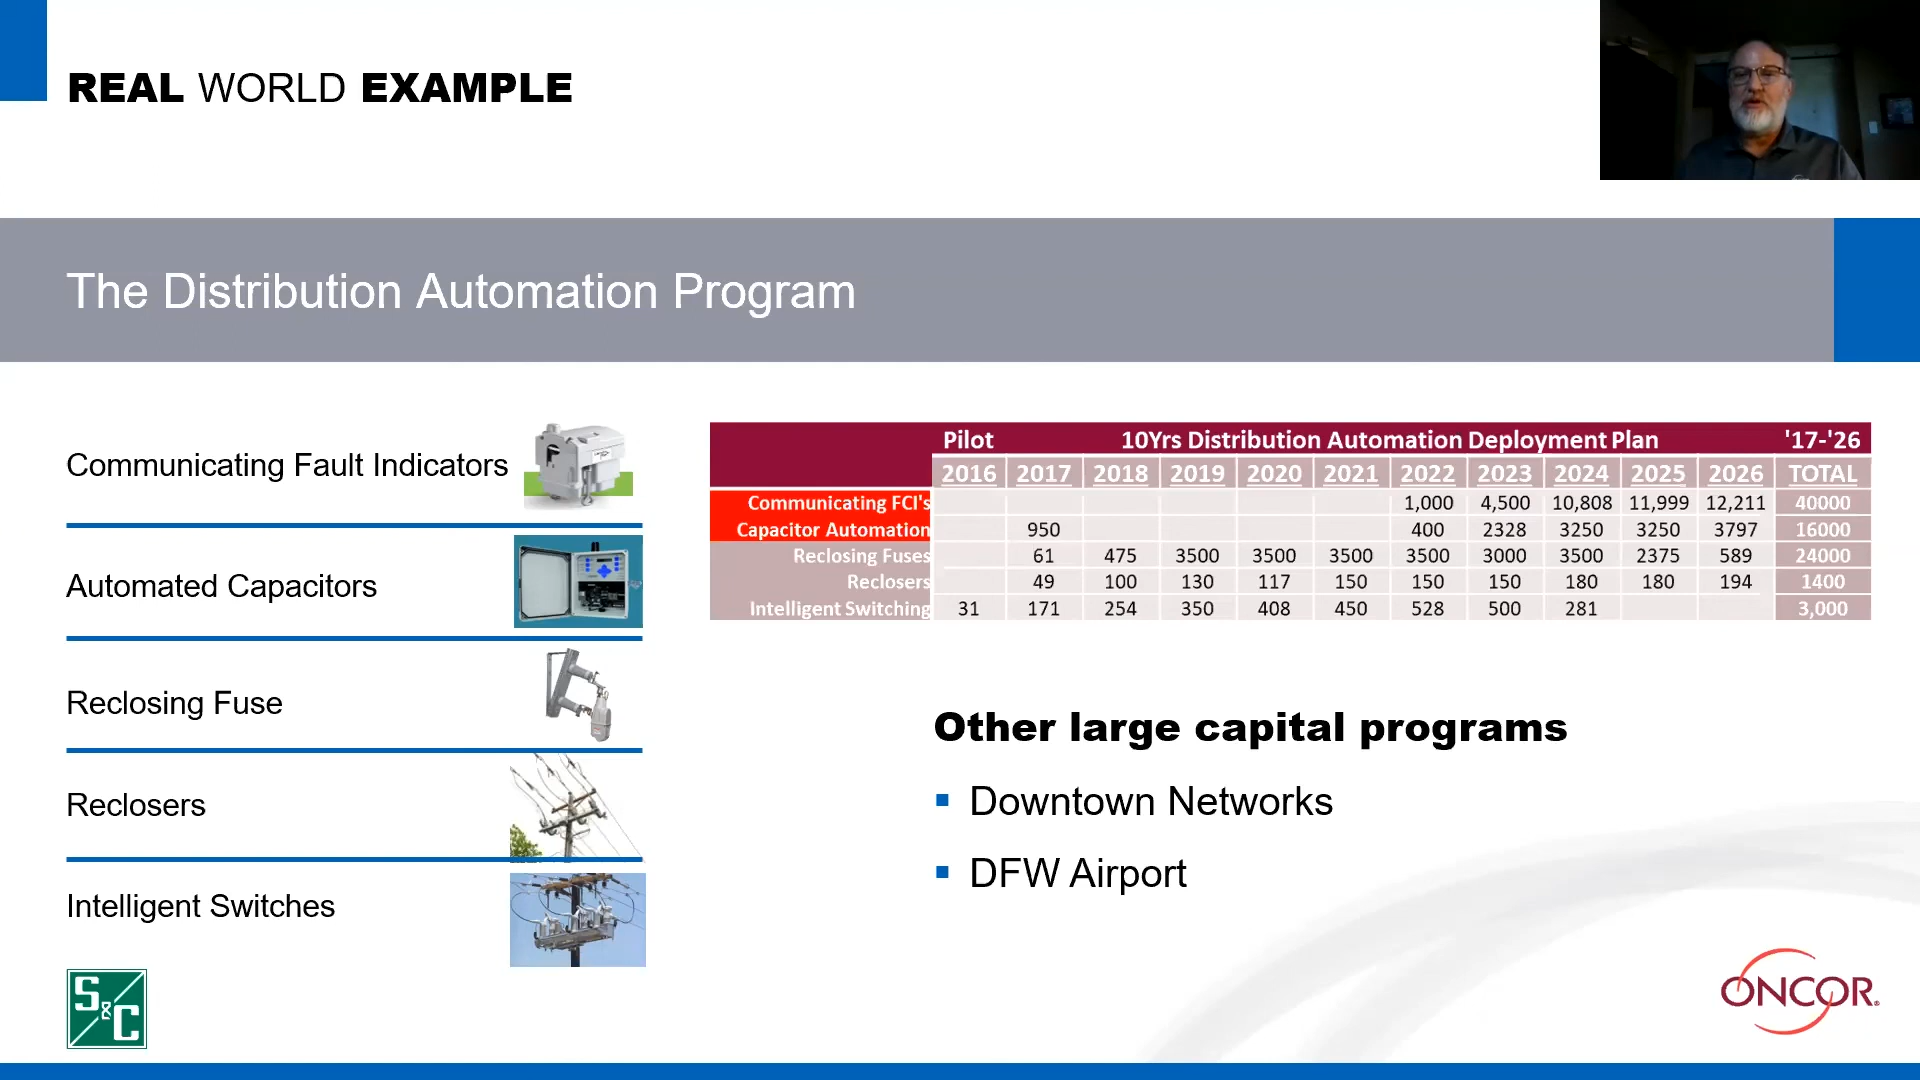 REAL WORLD EXAMPLE
The Distribution Automation Program
Communicating Fault Indicators
Automated Capacitors
Reclosing Fuse
Reclosers
Intelligent Switches
Pilot 10Yrs Distribution Automation Deployment Plan '17-'26
2016 2017 2018 2019 2020 2021 2022 2023 2024 2025 2026 TOTAL
Communicating FCI's 1,000 4,500 10,808 11,999 12,211 40000
Capacitor Automation 950 400 2328 3250 3250 3797 16000
Reclosing Fuses 61 475 3500 3500 3500 3500 3000 3500 2375 589 24000
Reclosers 49 100 130 117 150 150 150 180 180 194 1400
Intelligent Switching 31 171 254 350 408 450 528 500 281 3,000
Other large capital programs
Downtown Networks
DFW Airport
S&C
ONCOR